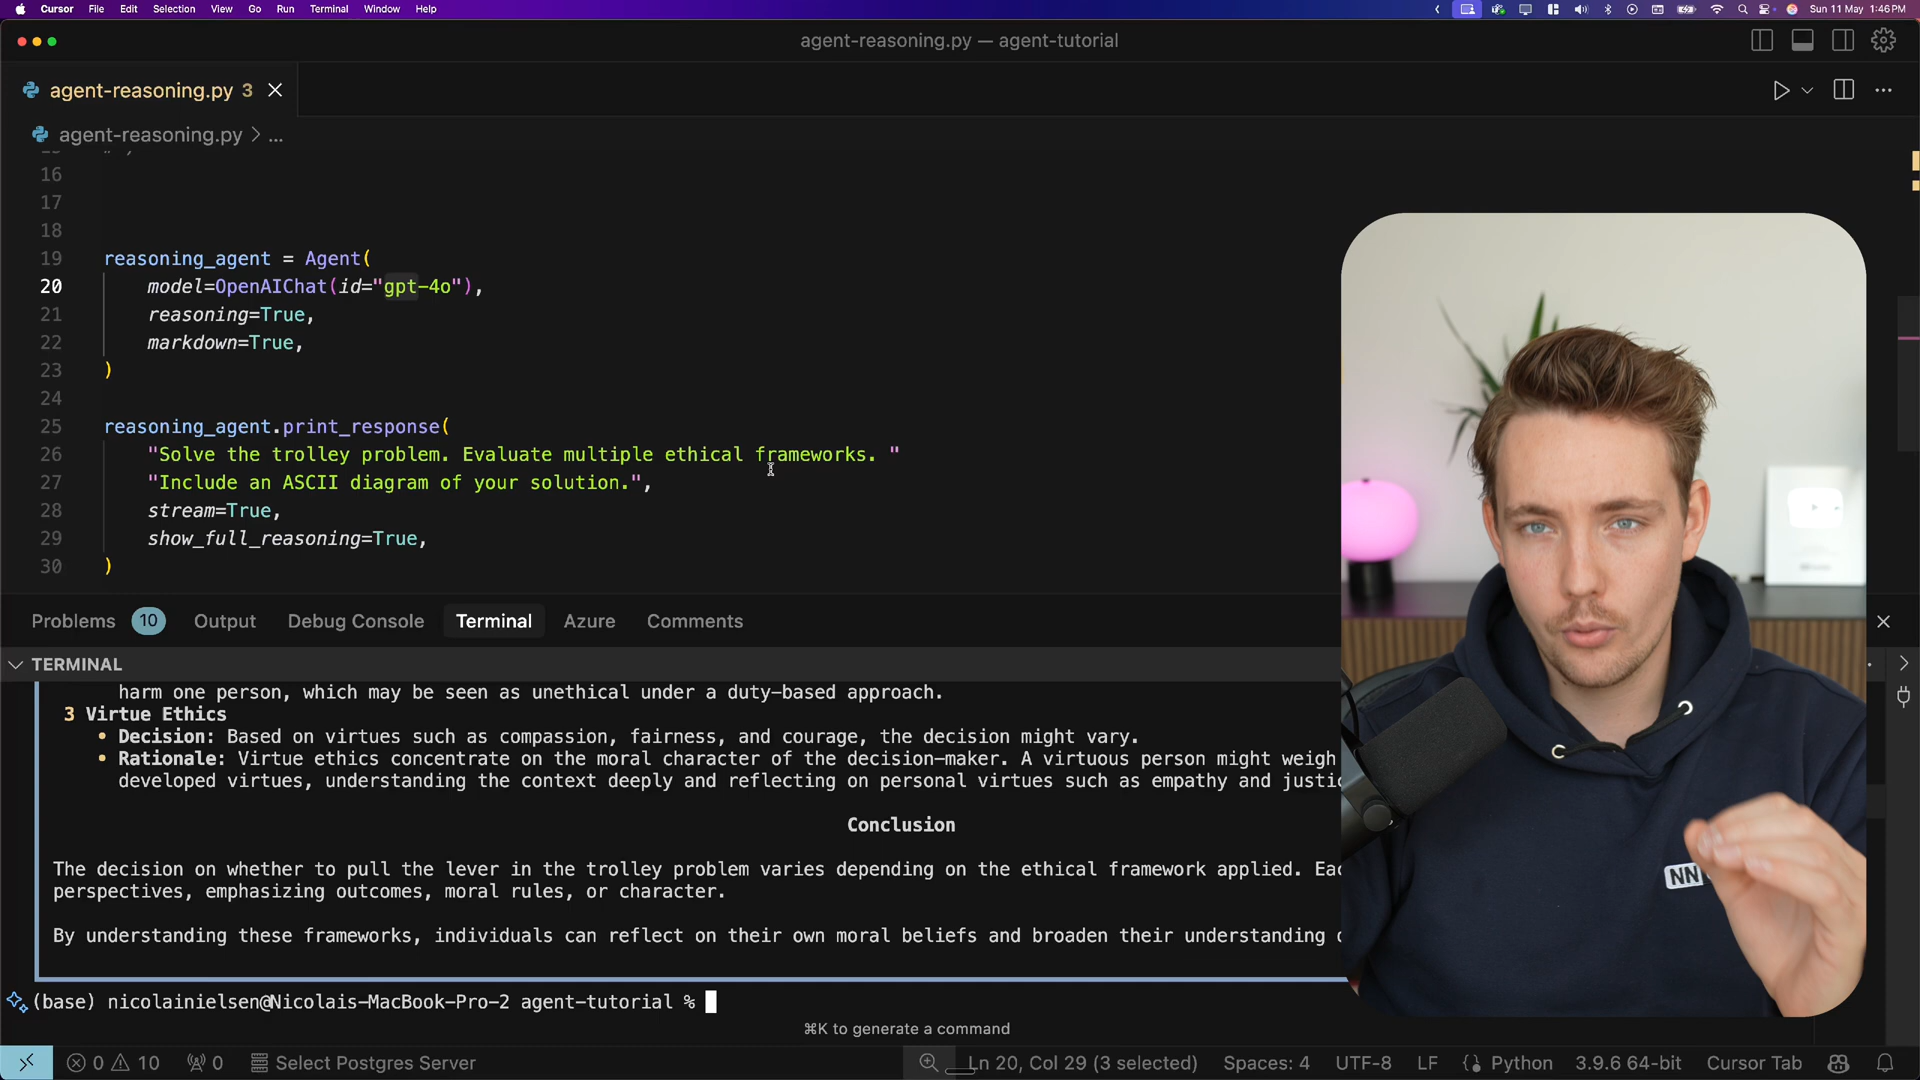 Cursor File Edit Selection View Go Run Terminal Window Help Sun 11 May 1:46 PM
agent-reasoning.py — agent-tutorial
agent-reasoning.py 3
agent-reasoning.py > ...
16
17
18
19 reasoning_agent = Agent(
20 model=OpenAIChat(id="gpt-4o"),
21 reasoning=True,
22 markdown=True,
23 )
24
25 reasoning_agent.print_response(
26 "Solve the trolley problem. Evaluate multiple ethical frameworks. "
27 "Include an ASCII diagram of your solution.",
28 stream=True,
29 show_full_reasoning=True,
30 )
Problems 10 Output Debug Console Terminal Azure Comments
TERMINAL
harm one person, which may be seen as unethical under a duty-based approach.
3 Virtue Ethics
• Decision: Based on virtues such as compassion, fairness, and courage, the decision might vary.
• Rationale: Virtue ethics concentrate on the moral character of the decision-maker. A virtuous person might weigh
developed virtues, understanding the context deeply and reflecting on personal virtues such as empathy and
Conclusion
The decision on whether to pull the lever in the trolley problem varies depending on the ethical framework applied.
perspectives, emphasizing outcomes, moral rules, or character.
By understanding these frameworks, individuals can reflect on their own moral beliefs and broaden their understanding
(base) nicolainielsen@Nicolais-MacBook-Pro-2 agent-tutorial %
⌘K to generate a command
NN
0 10 0 Select Postgres Server Ln 20, Col 29 (3 selected) Spaces: 4 UTF-8 LF {} Python 3.9.6 64-bit Cursor Tab